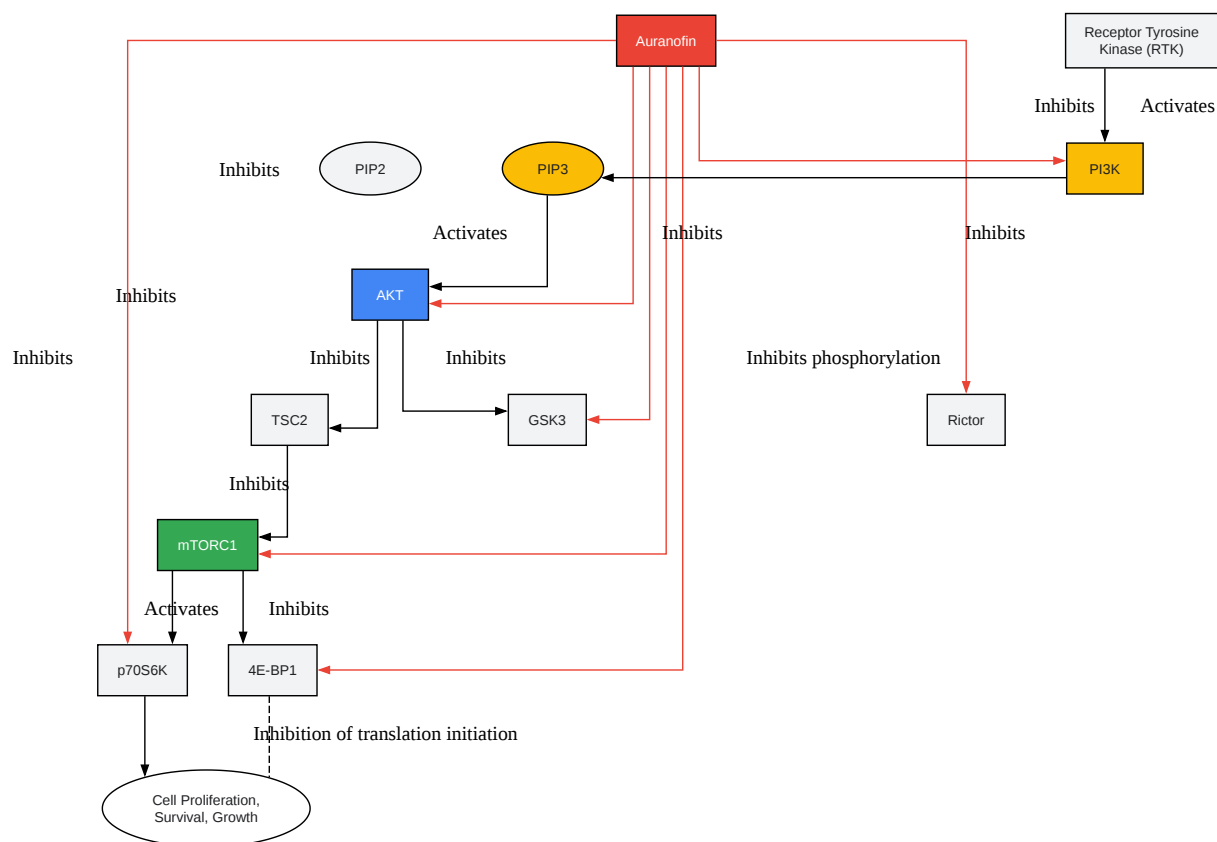 Auranofin
Receptor Tyrosine
Kinase (RTK)
Inhibits
Activates
Inhibits
PIP2
PIP3
PI3K
Activates
Inhibits
Inhibits
AKT
Inhibits
Inhibits
Inhibits
Inhibits
Inhibits phosphorylation
TSC2
GSK3
Rictor
Inhibits
mTORC1
Activates
Inhibits
p70S6K
4E-BP1
Inhibition of translation initiation
Cell Proliferation,
Survival, Growth